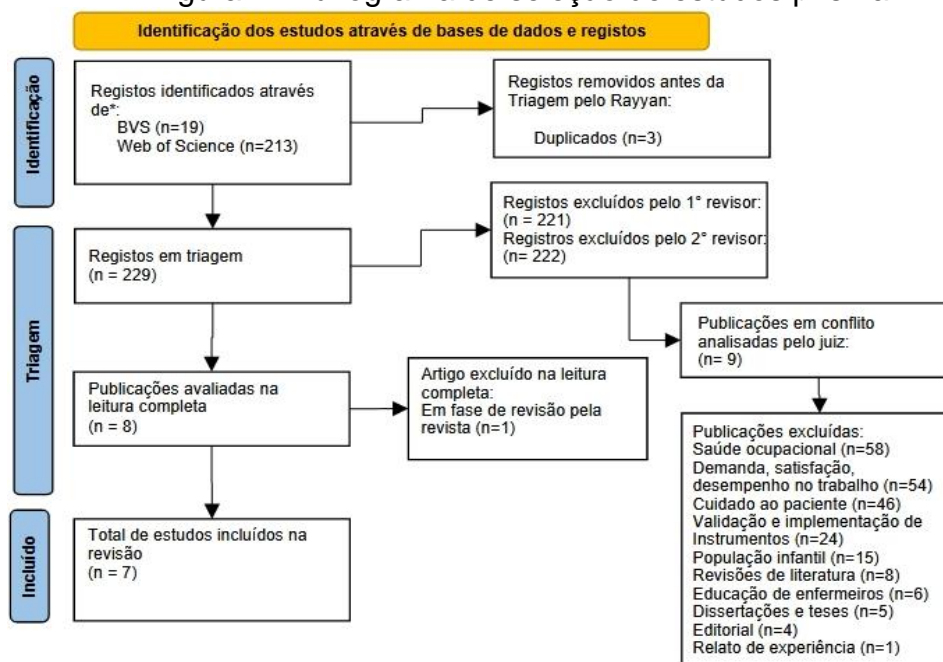 Identificação dos estudos através de bases de dados e registos
Identificação
Registos identificados através
de*:
BVS (n=19)
Web of Science (n=213)
Registos removidos antes da
Triagem pelo Rayyan:
Duplicados (n=3)
Triagem
Registos em triagem
(n = 229)
Registos excluídos pelo 1° revisor:
(n = 221)
Registros excluídos pelo 2° revisor:
(n= 222)
Publicações em conflito
analisadas pelo juiz:
(n= 9)
Publicações avaliadas na
leitura completa
(n = 8)
Artigo excluído na leitura
completa:
Em fase de revisão pela
revista (n=1)
Publicações excluídas:
Saúde ocupacional (n=58)
Demanda, satisfação,
desempenho no trabalho (n=54)
Cuidado ao paciente (n=46)
Validação e implementação de
Instrumentos (n=24)
População infantil (n=15)
Revisões de literatura (n=8)
Educação de enfermeiros (n=6)
Dissertações e teses (n=5)
Editorial (n=4)
Relato de experiência (n=1)
Incluído
Total de estudos incluídos na
revisão
(n = 7)